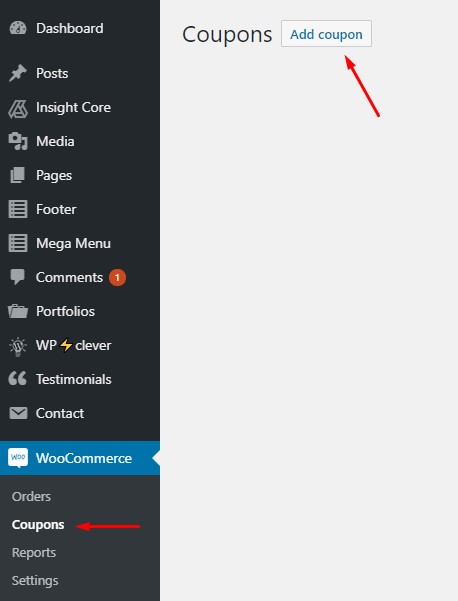 Dashboard
Coupons Add coupon
Posts
Insight Core
Media
Pages
Footer
Mega Menu
Comments 1
Portfolios
WP⚡clever
Testimonials
Contact
WOO WooCommerce
Orders
Coupons
Reports
Settings